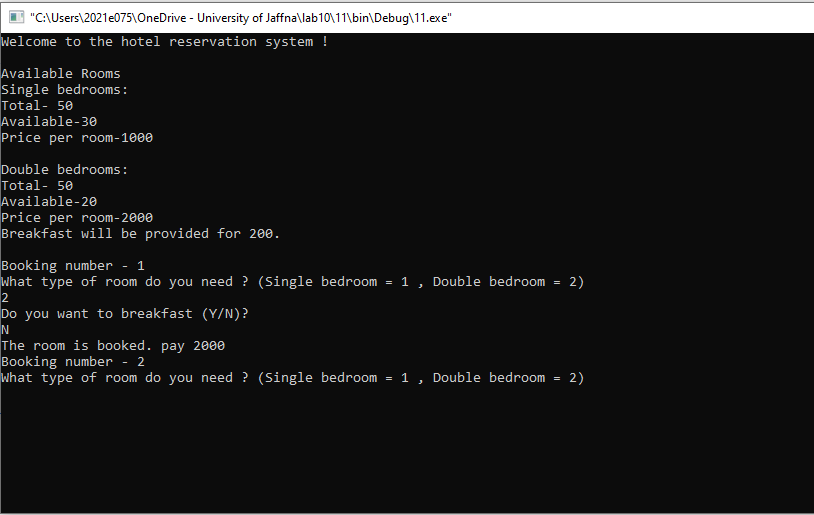 "C:\Users\2021e075\OneDrive - University of Jaffna\lab10\11\bin\Debug\11.exe"
Welcome to the hotel reservation system !
Available Rooms
Single bedrooms:
Total- 50
Available-30
Price per room-1000
Double bedrooms:
Total- 50
Available-20
Price per room-2000
Breakfast will be provided for 200.
Booking number - 1
What type of room do you need ? (Single bedroom = 1 , Double bedroom = 2)
2
Do you want to breakfast (Y/N)?
N
The room is booked. pay 2000
Booking number - 2
What type of room do you need ? (Single bedroom = 1 , Double bedroom = 2)